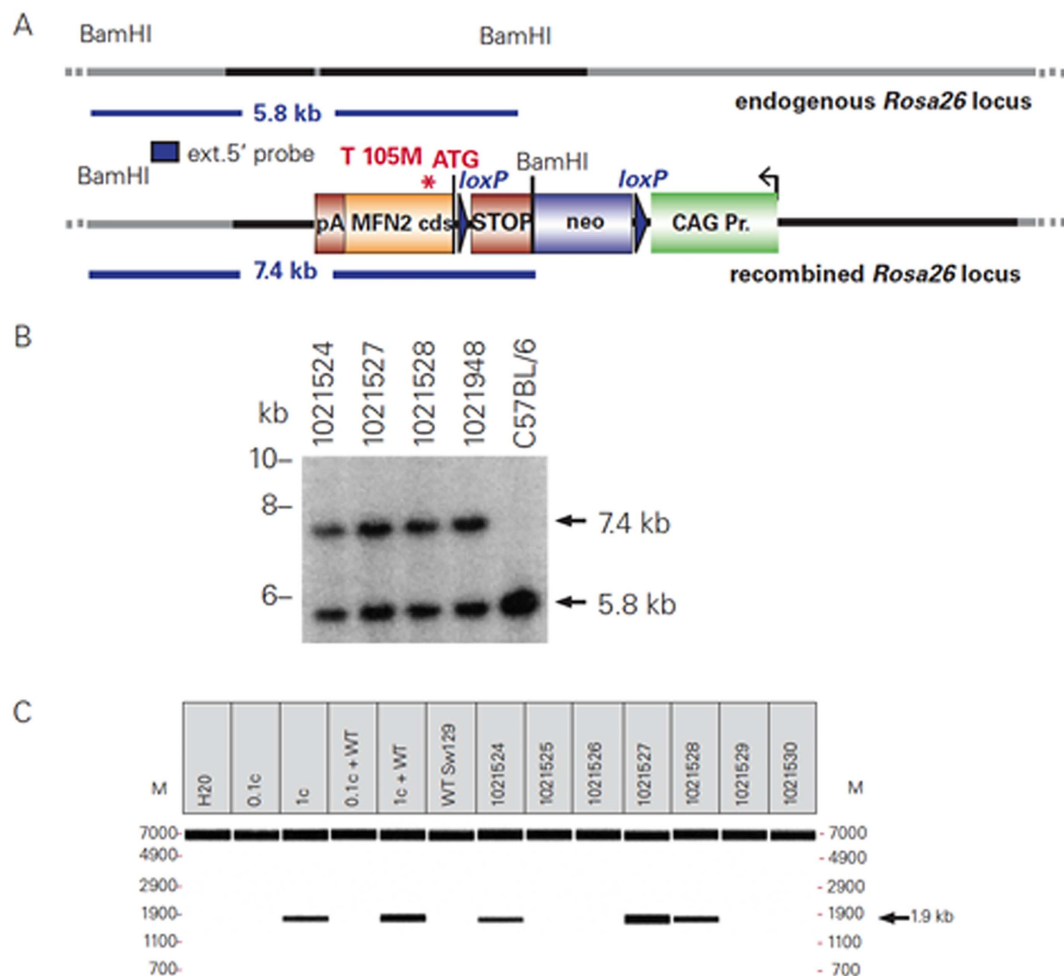 A
BamHI BamHI
endogenous Rosa26 locus
5.8 kb
ext.5' probe
T 105M ATG
BamHI
BamHI
* loxP loxP
pA MFN2 cds STOP neo CAG Pr.
7.4 kb
recombined Rosa26 locus
B
kb 1021524 1021527 1021528 1021948 C57BL/6
10–
8–
7.4 kb
6–
5.8 kb
C
M H20 0.1c 1c 0.1c + WT 1c + WT WT Sw129 1021524 1021525 1021526 1021527 1021528 1021529 1021530 M
7000- - 7000
4900- - 4900
2900- - 2900
1900- - 1900 1.9 kb
1100- - 1100
700- - 700